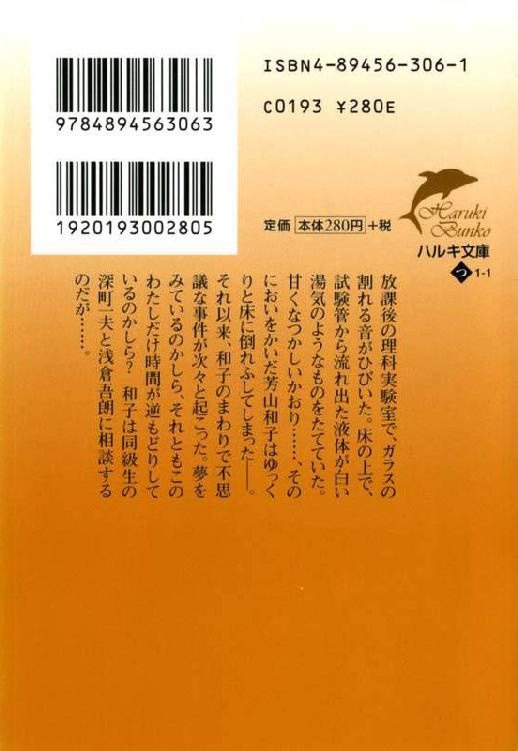 ISBN4-89456-306-1
C0193 ¥280E
9784894563063
1920193002805
定価 本体280円 +税
Haruki
Bunko
ハルキ文庫
つ 1-1
放課後の理科実験室で、ガラスの
割れる音がひびいた。床の上で、
試験管から流れ出た液体が白い
湯気のようなものをたてていた。
甘くなつかしいかおり……、その
においをかいだ芳山和子はゆっく
りと床に倒れふしてしまった――。
それ以来、和子のまわりで不思
議な事件が次々と起こった。夢を
みているのかしら、それともこの
わたしだけ時間が逆もどりして
いるのかしら? 和子は同級生の
深町一夫と浅倉吾朗に相談する
のだが……。